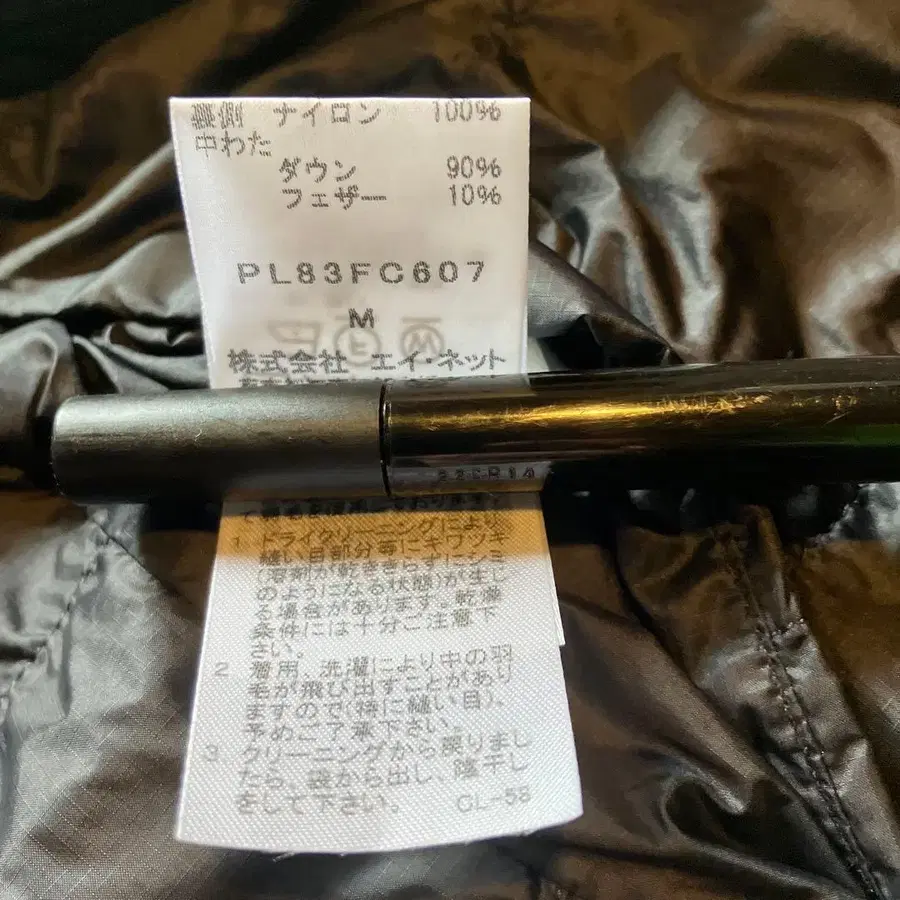 裏側 ナイロン 100%
中わた
ダウン 90%
フェザー 10%
PL83FC607
M
株式会社 エイ・ネット
22ER14
1 ドライクリーニングにより
縫い目部分等にキワツキ
(溶剤が乾ききらずにシミ
のようになる状態)が生じ
る場合があります。乾燥
条件には十分ご注意下
さい。
2 着用、洗濯により中の羽
毛が飛び出すことがあり
ますので(特に縫い目)、
予めご了承下さい。
3 クリーニングから戻りまし
たら、袋から出し、陰干し
をして下さい。
CL-58